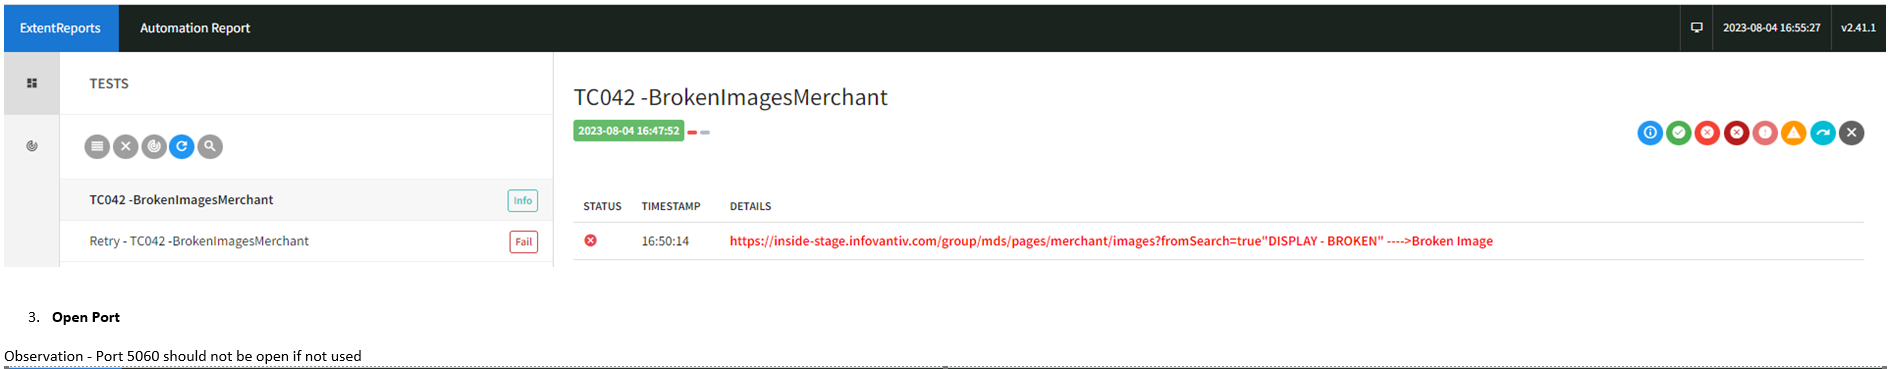 ExtentReports Automation Report 2023-08-04 16:55:27 v2.41.1
TESTS
TC042 -BrokenImagesMerchant Info
Retry - TC042 -BrokenImagesMerchant Fail
TC042 -BrokenImagesMerchant
2023-08-04 16:47:52
STATUS TIMESTAMP DETAILS
16:50:14 https://inside-stage.infovantiv.com/group/mds/pages/merchant/images?fromSearch=true"DISPLAY - BROKEN" ---->Broken Image
3. Open Port
Observation - Port 5060 should not be open if not used